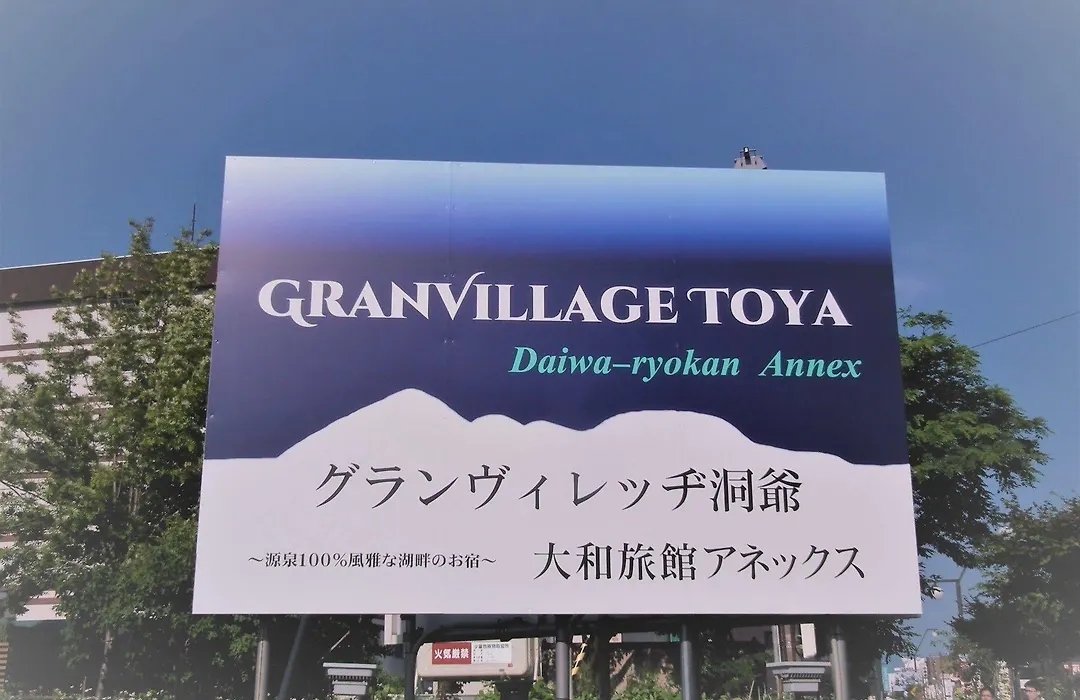 GRANVILLAGE TOYA
Daiwa-ryokan Annex
グランヴィレッヂ洞爺
～源泉100%風雅な湖畔のお宿～
大和旅館アネックス
火気厳禁